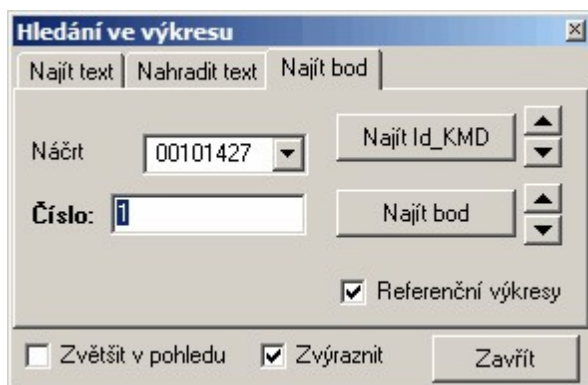 Hledání ve výkresu
Najít text Nahradit text Najít bod
Náčrt 00101427 Najít Id_KMD
Číslo: 1 Najít bod
Referenční výkresy
Zvětšit v pohledu Zvýraznit Zavřít